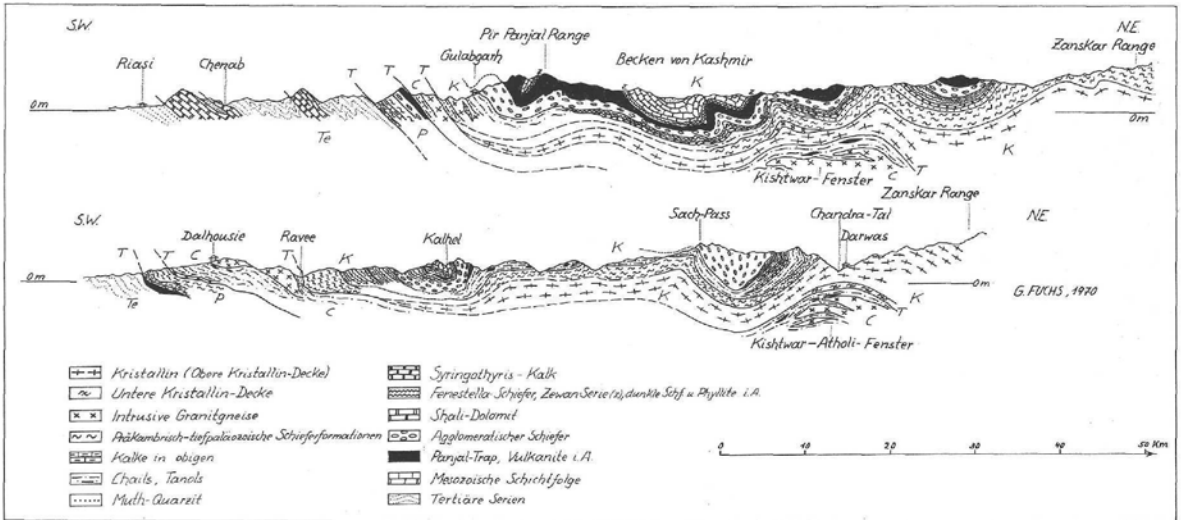 S.W.
N.E.
Zanskar Range
Pir Panjal Range
Gulabgarh
Becken von Kashmir
Riasi
Chenab
T
T
T
C
K
K
z
z
0m
0m
Te
P
K
C
T
Kishtwar-Fenster
Zanskar Range
S.W.
NE.
Sach-Pass
Chandra-Tal
Darwas
Dalhousie
Ravee
Kalhel
T
T
C
T
K
K
0m
0m
G. FUCHS, 1970
Te
P
C
K
K
T
C
Kishtwar-Atholi-Fenster
Kristallin (Obere Kristallin-Decke)
Untere Kristallin-Decke
Intrusive Granitgneise
Präkambrisch-tiefpaläozoische Schieferformationen
Kalke in obigen
Chails, Tanols
Muth-Quarzit
Syringothyris-Kalk
Fenestella-Schiefer, Zewan Serie (z), dunkle Schf. u. Phyllite i.A.
Shali-Dolomit
Agglomeratischer Schiefer
Panjal-Trap, Vulkanite i.A.
Mesozoische Schichtfolge
Tertiäre Serien
0 10 20 30 40 50 Km